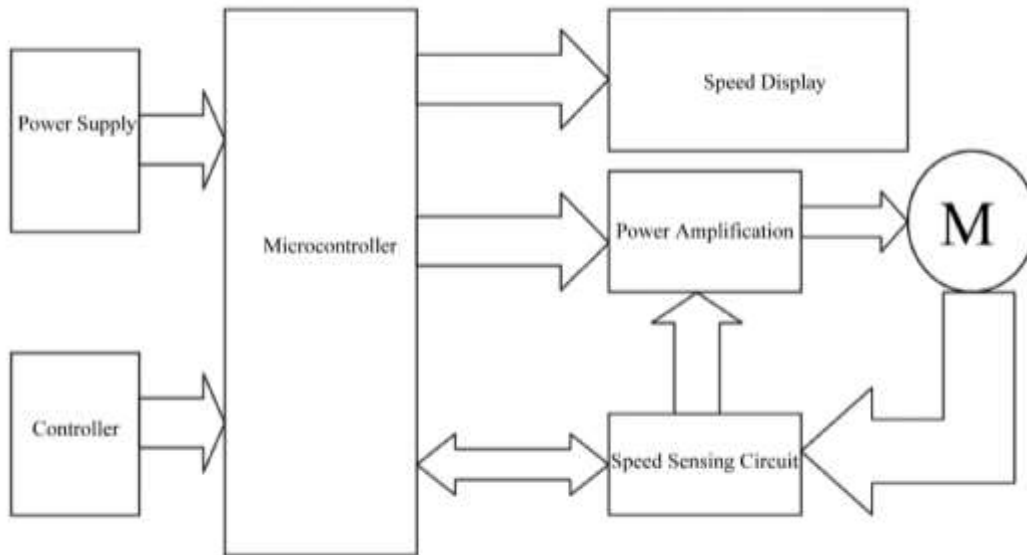 Speed Display
Power Supply
Power Amplification
M
Microcontroller
Controller
Speed Sensing Circuit